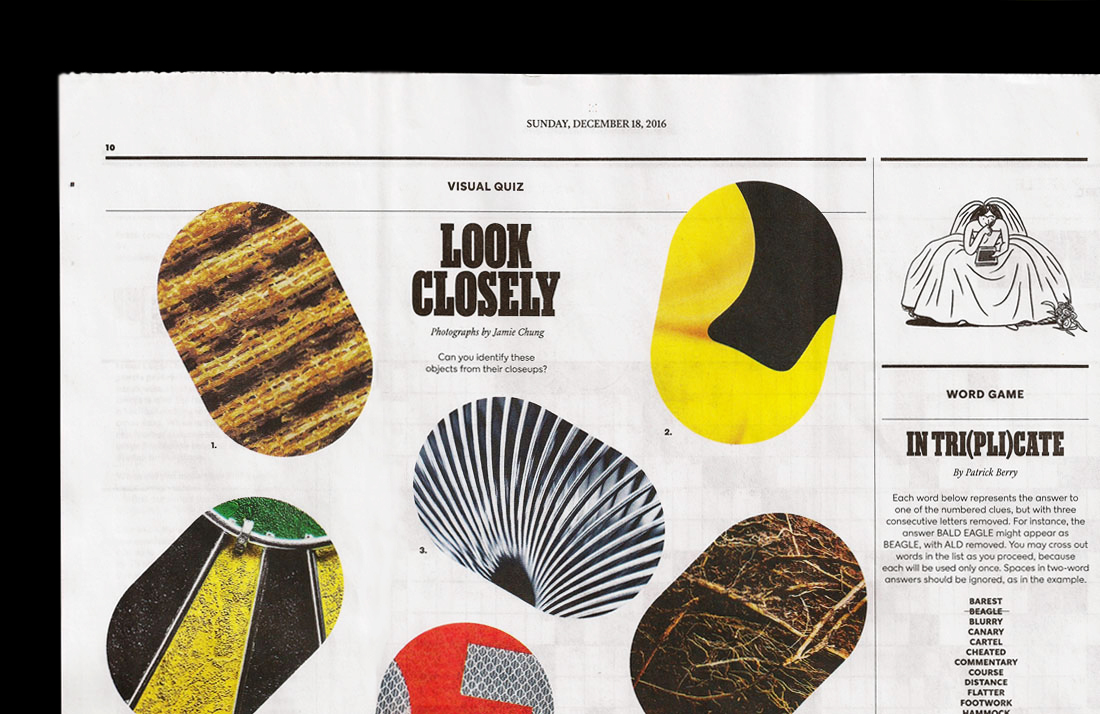 SUNDAY, DECEMBER 18, 2016
10
VISUAL QUIZ
LOOK
CLOSELY
Photographs by Jamie Chung
Can you identify these
objects from their closeups?
1.
2.
3.
WORD GAME
IN TRI(PLI)CATE
By Patrick Berry
Each word below represents the answer to
one of the numbered clues, but with three
consecutive letters removed. For instance, the
answer BALD EAGLE might appear as
BEAGLE, with ALD removed. You may cross out
words in the list as you proceed, because
each will be used only once. Spaces in two-word
answers should be ignored, as in the example.
BAREST
BEAGLE
BLURRY
CANARY
CARTEL
CHEATED
COMMENTARY
COURSE
DISTANCE
FLATTER
FOOTWORK
HAMMOCK